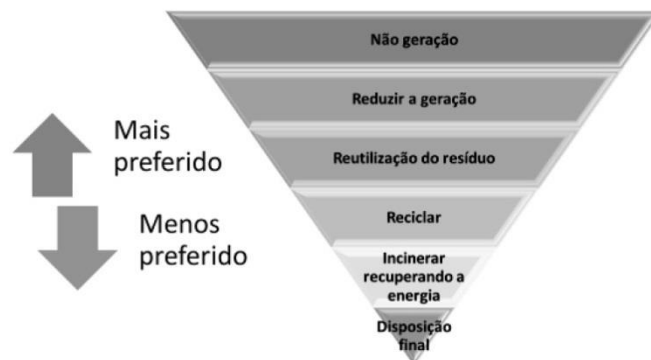 Não geração
Reduzir a geração
Mais
preferido
Reutilização do resíduo
Menos
preferido
Reciclar
Incinerar
recuperando a
energia
Disposição
final